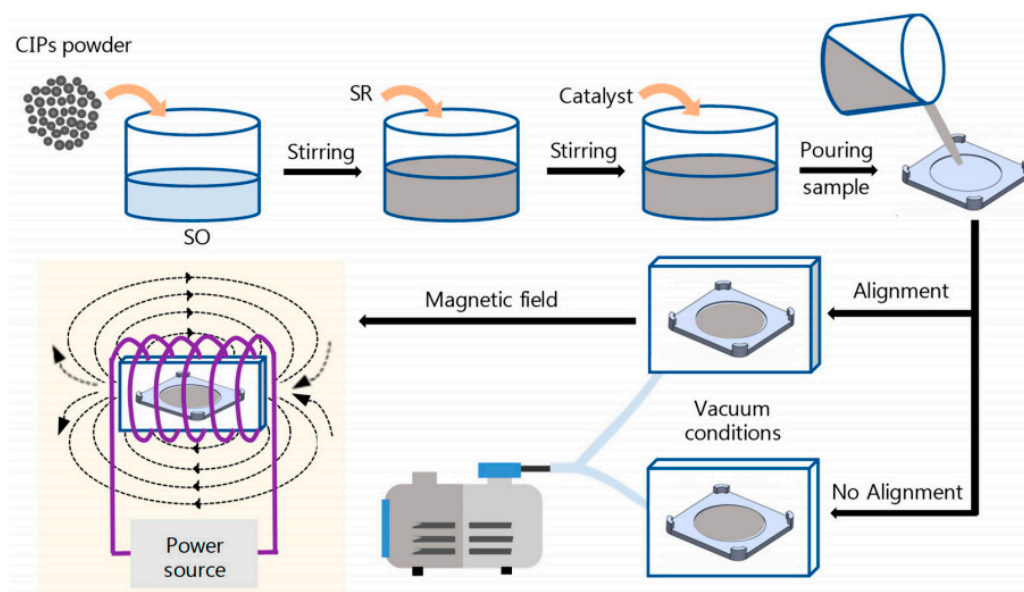 CIPs powder
SR
Catalyst
Stirring
Stirring
Pouring
sample
SO
Magnetic field
Alignment
Vacuum
conditions
No Alignment
Power
source